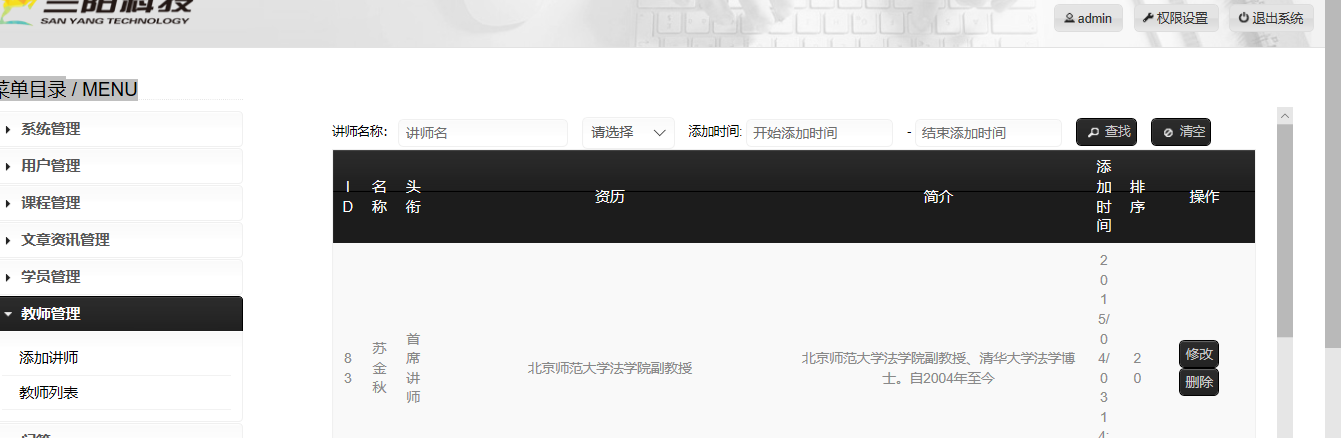 三阳科技
SAN YANG TECHNOLOGY
admin 权限设置 退出系统
菜单目录 / MENU
系统管理
用户管理
课程管理
文章资讯管理
学员管理
教师管理
添加讲师
教师列表
讲师名称: 讲师名 请选择 添加时间: 开始添加时间 - 结束添加时间 查找 清空
ID 名称 头衔 资历 简介 添加时间 排序 操作
83 苏金秋 首席讲师 北京师范大学法学院副教授 北京师范大学法学院副教授、清华大学法学博
士。自2004年至今
2015/04/03 14: 20
修改
删除